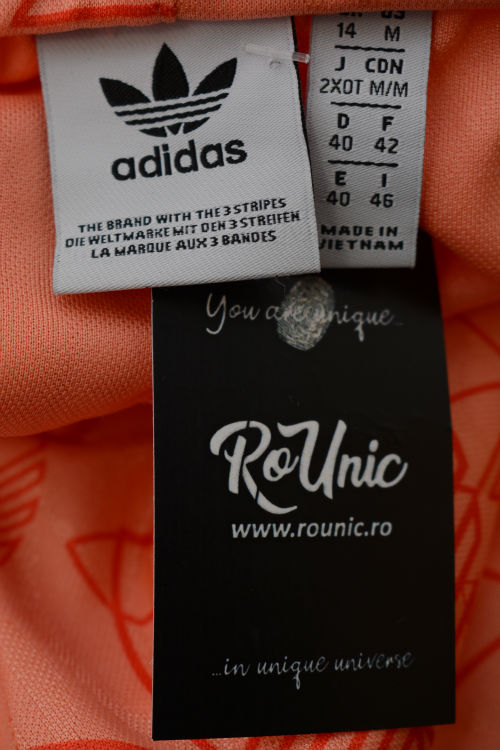 adidas
THE BRAND WITH THE 3 STRIPES
DIE WELTMARKE MIT DEN 3 STREIFEN
LA MARQUE AUX 3 BANDES
14 M
J CDN
2XOT M/M
D F
40 42
E I
40 46
MADE IN
VIETNAM
You are unique...
RoUnic
www.rounic.ro
...in unique universe